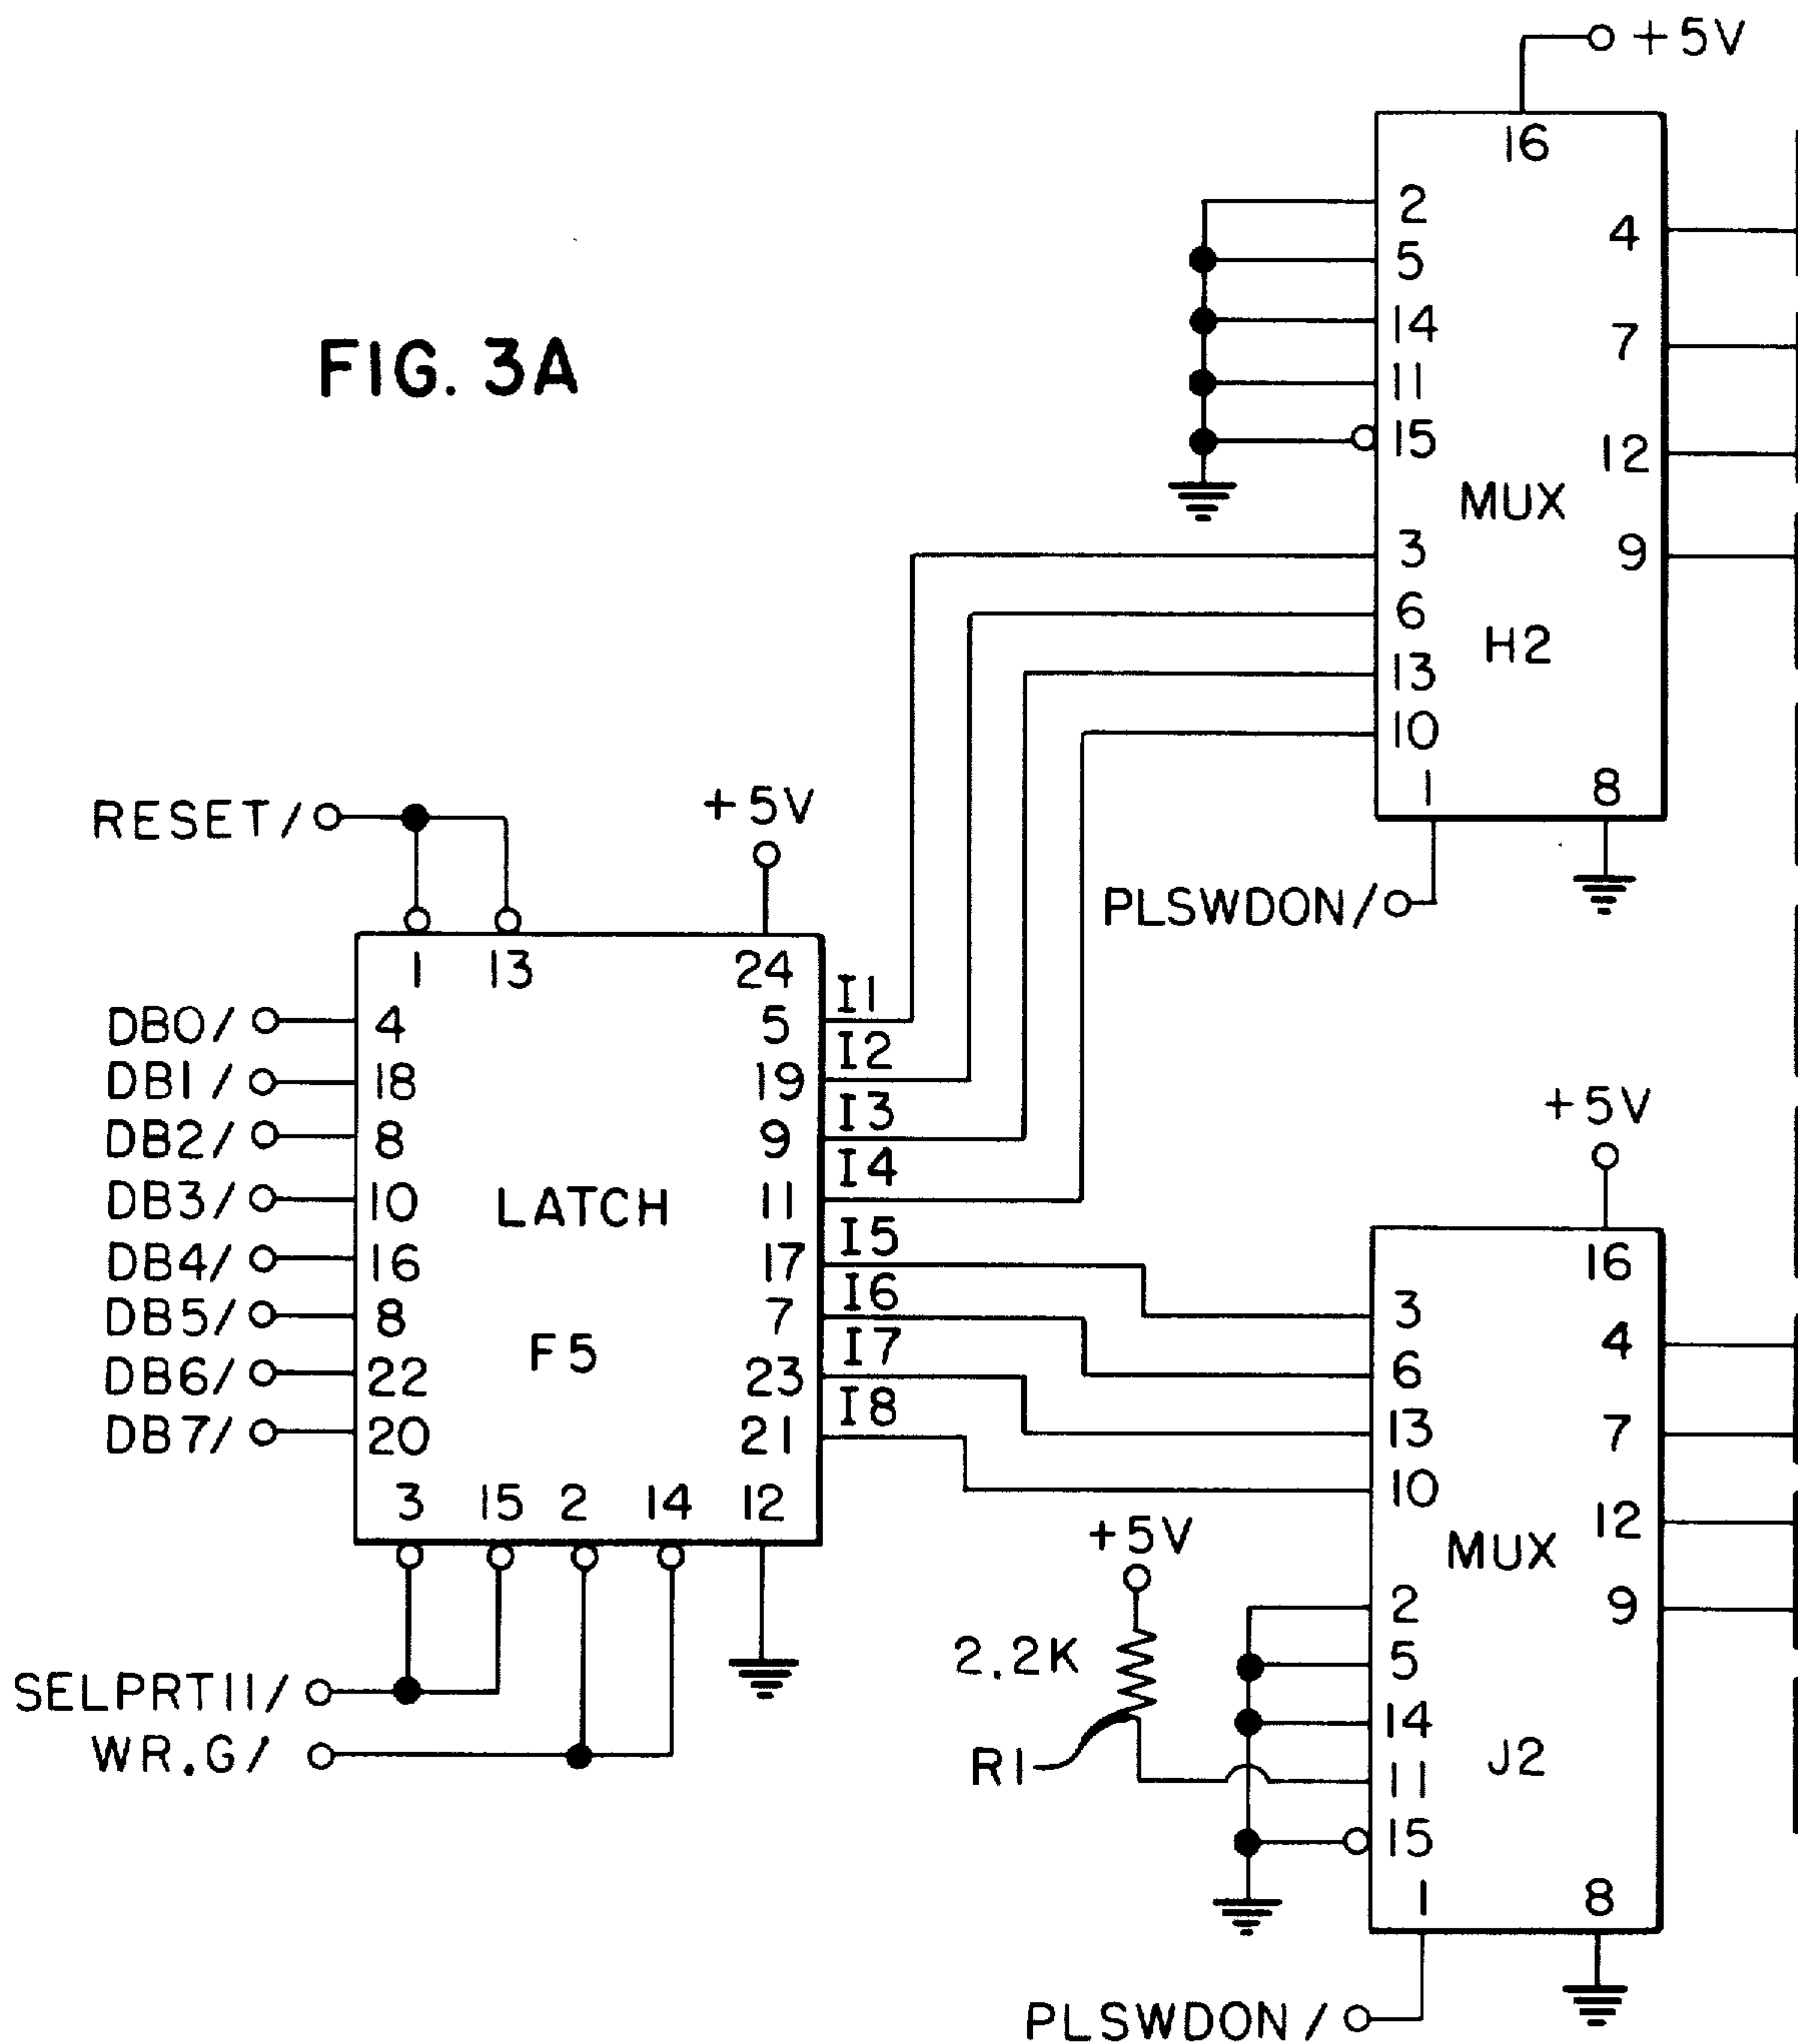 +5V
16
2
4
5
FIG. 3A
14
7
11
15
12
MUX
3
9
6
H2
13
10
1
8
RESET/
+5V
PLSWDON/
1
13
24
I1
DB0/
4
5
I2
DB1/
18
19
I3
DB2/
8
9
I4
DB3/
10
LATCH
11
I5
DB4/
16
17
I6
DB5/
8
7
I7
DB6/
22
F5
23
I8
DB7/
20
21
3
15
2
14
12
SELPRT11/
WR.G/
+5V
16
3
4
6
13
7
10
+5V
12
MUX
2
9
2.2K
5
14
J2
R1
11
15
1
8
PLSWDON/